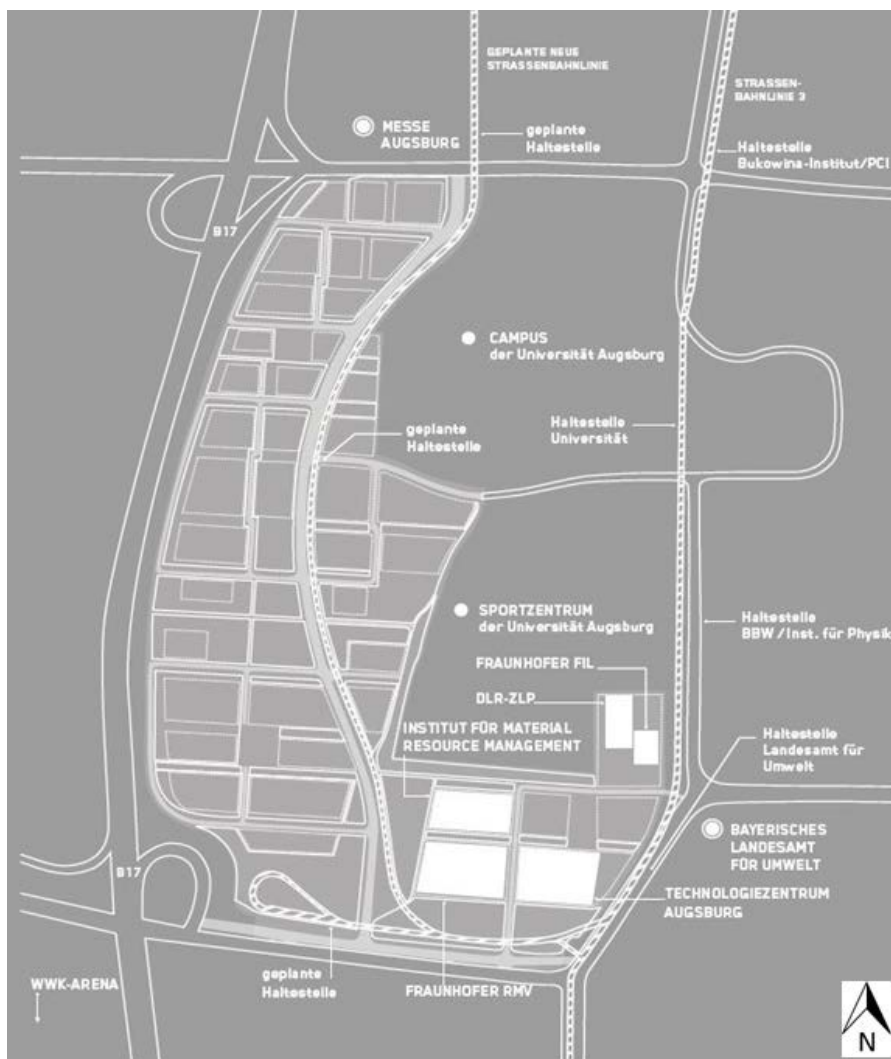 GEPLANTE NEUE
STRASSENBAHNLINIE
STRASSEN-
BAHNLINIE 3
MESSE
AUGSBURG
geplante
Haltestelle
Haltestelle
Bukowina-Institut/PCI
B17
CAMPUS
der Universität Augsburg
geplante
Haltestelle
Haltestelle
Universität
SPORTZENTRUM
der Universität Augsburg
Haltestelle
BBW/Inst. für Physik
FRAUNHOFER FIL
DLR-ZLP
INSTITUT FÜR MATERIAL
RESOURCE MANAGEMENT
Haltestelle
Landesamt für
Umwelt
BAYERISCHES
LANDESAMT
FÜR UMWELT
B17
TECHNOLOGIEZENTRUM
AUGSBURG
geplante
Haltestelle
FRAUNHOFER RMV
WWK-ARENA
N